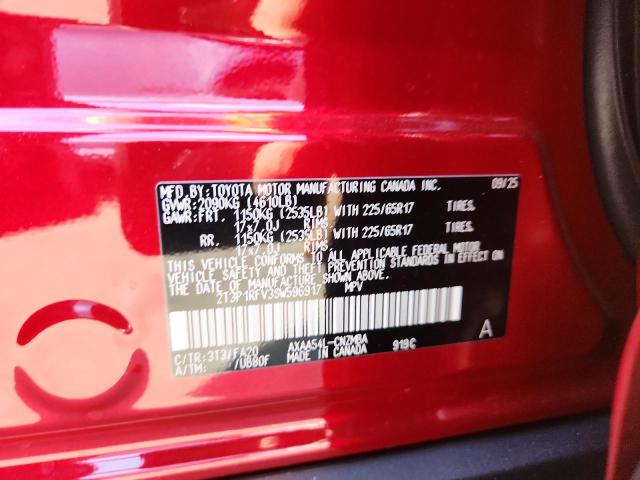 MFD.BY:TOYOTA MOTOR MANUFACTURING CANADA INC. 09/25
GVWR:2090KG (4610LB)
GAWR:FRT. 1150KG (2535LB) WITH 225/65R17 TIRES.
17x7.0J RIMS.
RR. 1150KG (2535LB) WITH 225/65R17 TIRES.
17x7.0J RIMS.
THIS VEHICLE CONFORMS TO ALL APPLICABLE FEDERAL MOTOR
VEHICLE SAFETY AND THEFT PREVENTION STANDARDS IN EFFECT ON
THE DATE OF MANUFACTURE SHOWN ABOVE.
2T3P1RFV3SW596917 MPV
C/TR:3T3/FA20 AXAA54L-CNZMBA 919C A
A/TM: /UB80F MADE IN CANADA